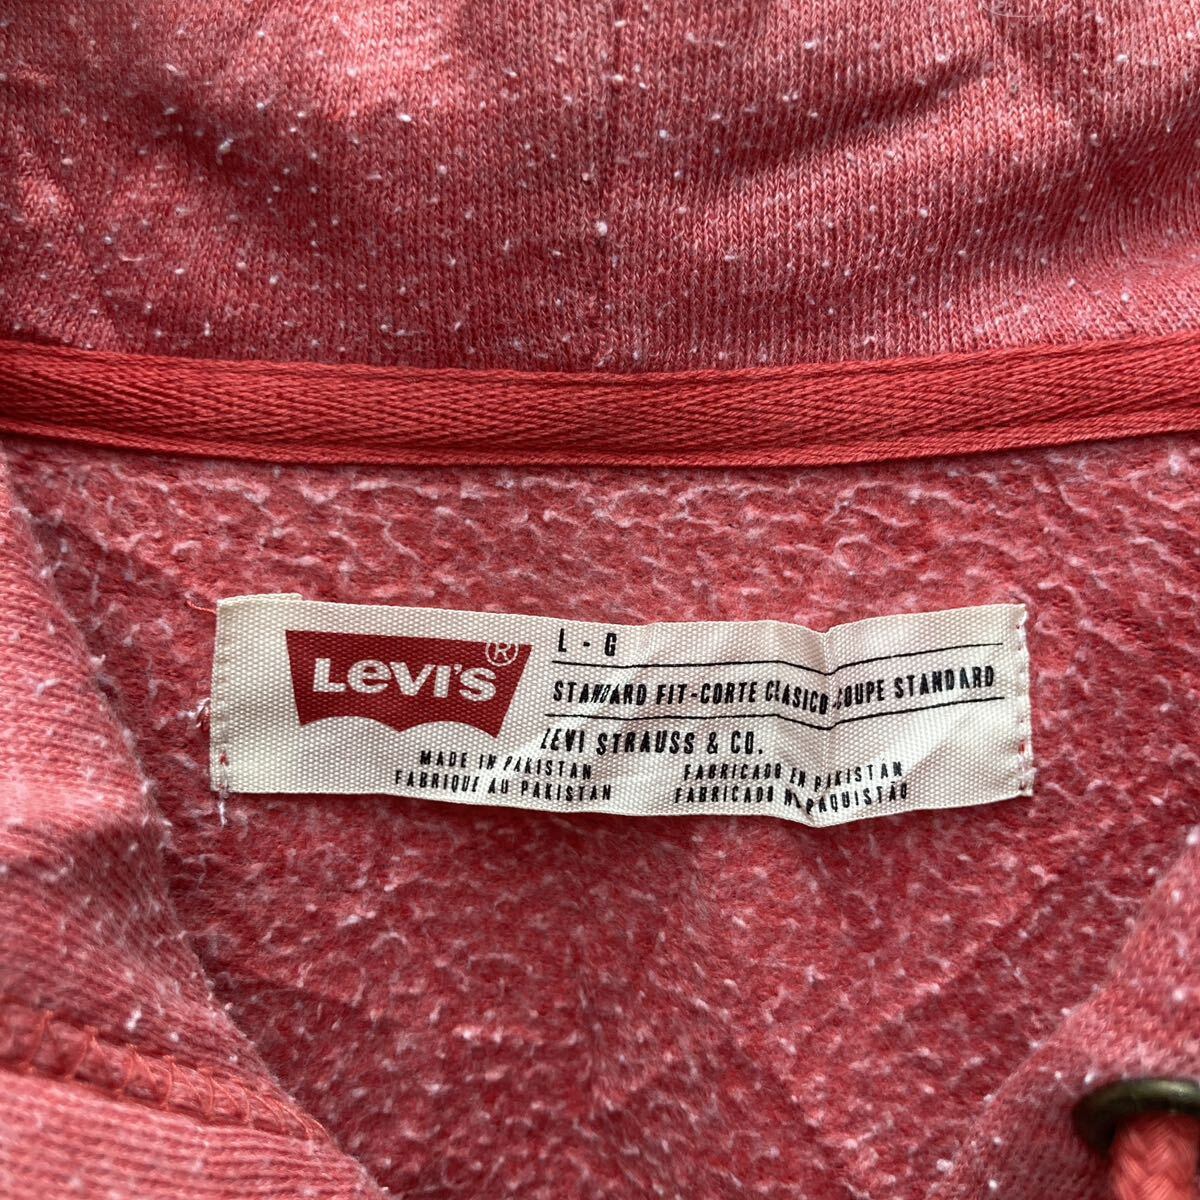 LEVI'S®
L - G
STANDARD FIT-CORTE CLASICO-COUPE STANDARD
LEVI STRAUSS & CO.
MADE IN PAKISTAN
FABRIQUE AU PAKISTAN
FABRICADO EN PAKISTAN
FABRICADO NO PAQUISTÃO